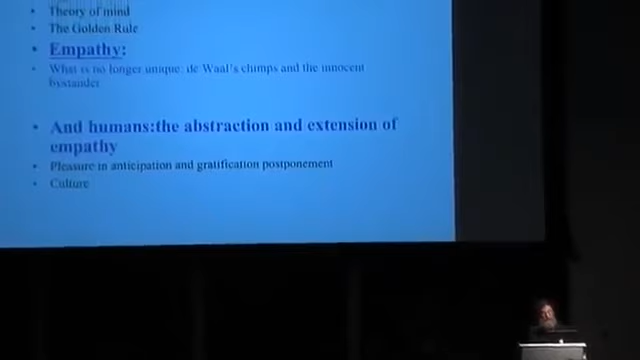 • Theory of mind
• The Golden Rule
• Empathy:
• What is no longer unique: de Waal's chimps and the innocent
bystander
• And humans:the abstraction and extension of
empathy
• Pleasure in anticipation and gratification postponement
• Culture